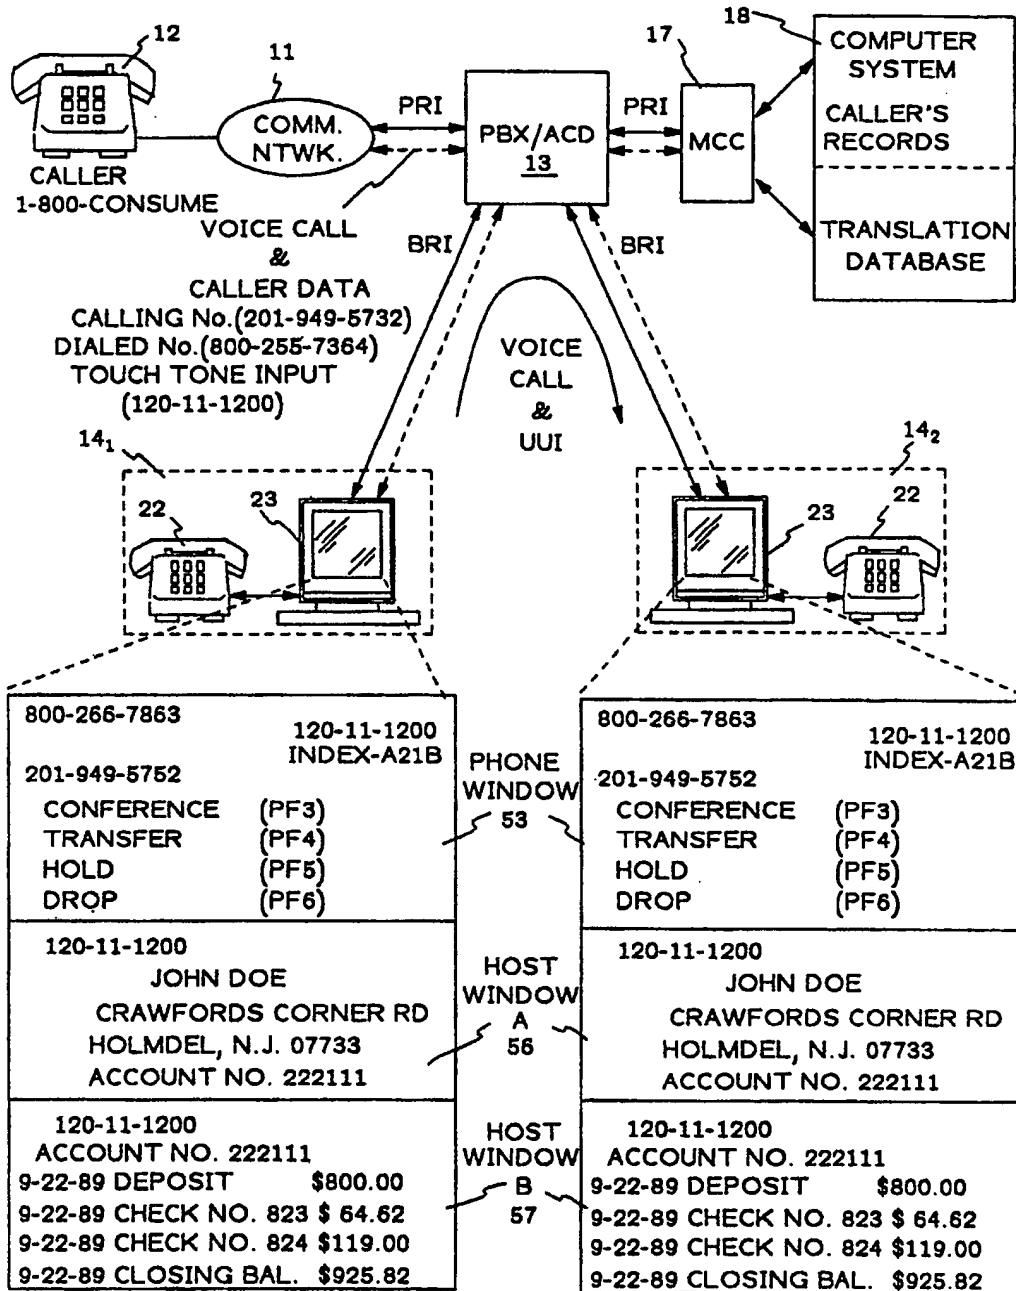 12
11
17
18
COMPUTER
SYSTEM
CALLER'S
RECORDS
TRANSLATION
DATABASE
COMM.
NTWK.
PRI
PBX/ACD
13
PRI
MCC
CALLER
1-800-CONSUME
VOICE CALL
&
CALLER DATA
CALLING No.(201-949-5732)
DIALED No.(800-255-7364)
TOUCH TONE INPUT
(120-11-1200)
BRI
BRI
VOICE
CALL
&
UUI
14₁
22
23
14₂
22
23
800-266-7863
120-11-1200
INDEX-A21B
201-949-5752
CONFERENCE (PF3)
TRANSFER (PF4)
HOLD (PF5)
DROP (PF6)
120-11-1200
JOHN DOE
CRAWFORDS CORNER RD
HOLMDEL, N.J. 07733
ACCOUNT NO. 222111
120-11-1200
ACCOUNT NO. 222111
9-22-89 DEPOSIT $800.00
9-22-89 CHECK NO. 823 $ 64.62
9-22-89 CHECK NO. 824 $119.00
9-22-89 CLOSING BAL. $925.82
PHONE
WINDOW
53
HOST
WINDOW
A
56
HOST
WINDOW
B
57
800-266-7863
120-11-1200
INDEX-A21B
201-949-5752
CONFERENCE (PF3)
TRANSFER (PF4)
HOLD (PF5)
DROP (PF6)
120-11-1200
JOHN DOE
CRAWFORDS CORNER RD
HOLMDEL, N.J. 07733
ACCOUNT NO. 222111
120-11-1200
ACCOUNT NO. 222111
9-22-89 DEPOSIT $800.00
9-22-89 CHECK NO. 823 $ 64.62
9-22-89 CHECK NO. 824 $119.00
9-22-89 CLOSING BAL. $925.82